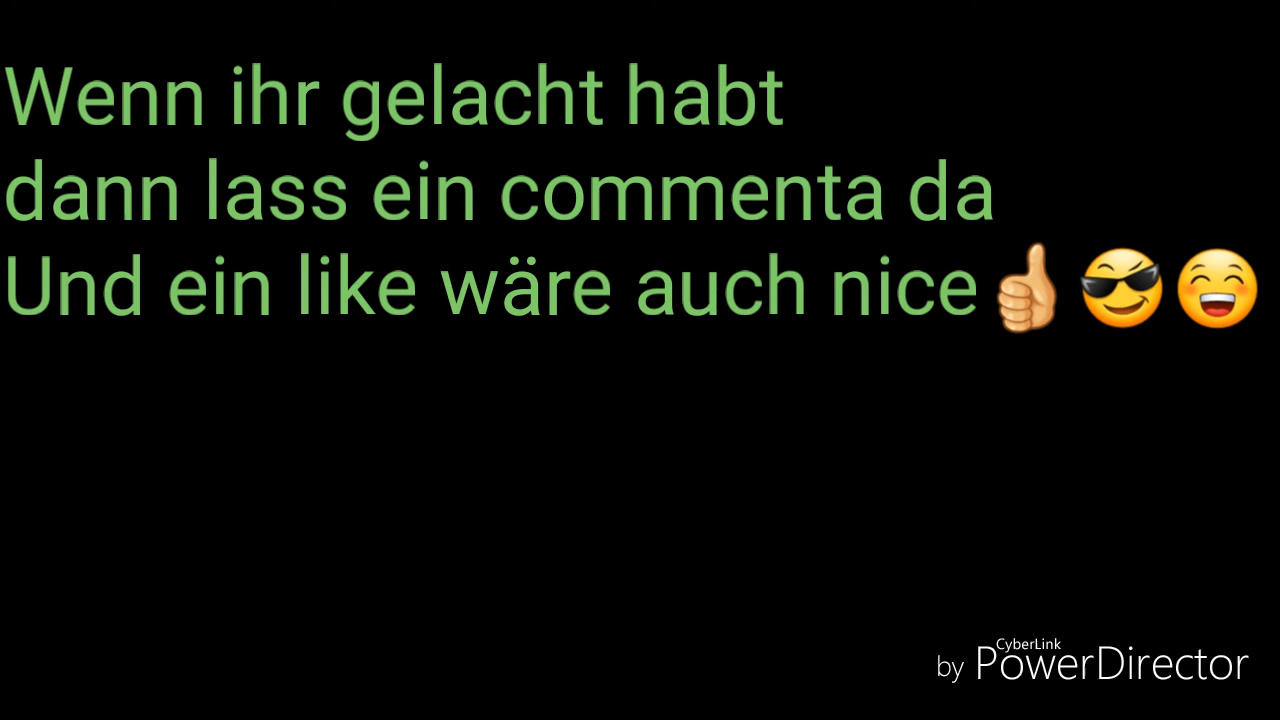 Wenn ihr gelacht habt
dann lass ein commenta da
Und ein like wäre auch nice👍😎😁
CyberLink
by PowerDirector